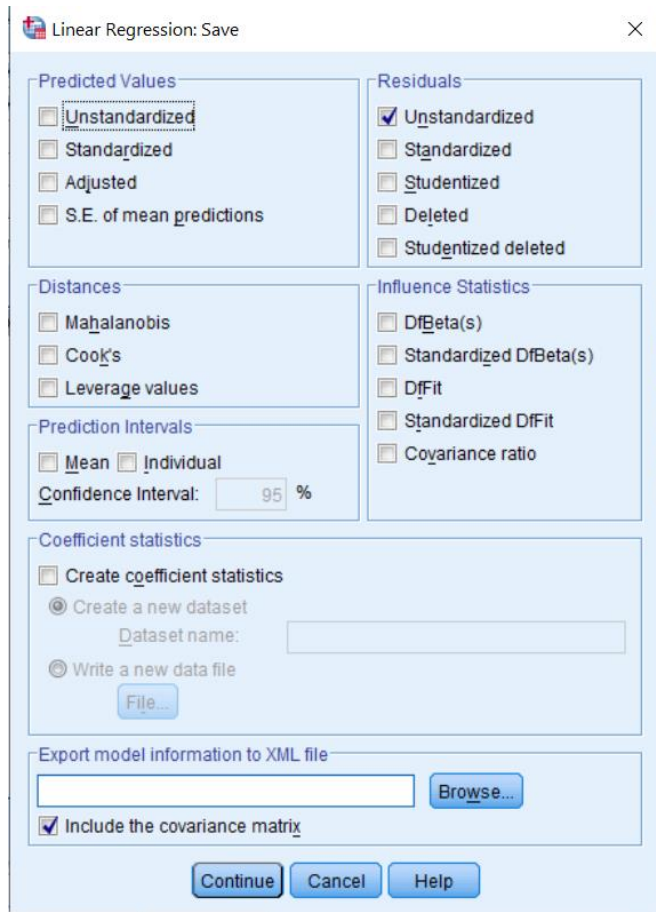 Linear Regression: Save
Predicted Values
Unstandardized
Standardized
Adjusted
S.E. of mean predictions
Residuals
Unstandardized
Standardized
Studentized
Deleted
Studentized deleted
Distances
Mahalanobis
Cook's
Leverage values
Influence Statistics
DfBeta(s)
Standardized DfBeta(s)
DfFit
Standardized DfFit
Covariance ratio
Prediction Intervals
Mean Individual
Confidence Interval: 95 %
Coefficient statistics
Create coefficient statistics
Create a new dataset
Dataset name:
Write a new data file
File...
Export model information to XML file
Browse...
Include the covariance matrix
Continue Cancel Help